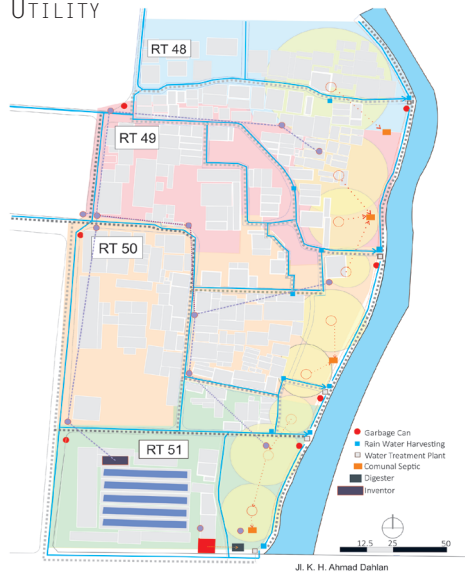 UTILITY
RT 48
RT 49
RT 50
RT 51
Garbage Can
Rain Water Harvesting
Water Treatment Plant
Comunal Septic
Digester
Inventor
12.5 25 50
Jl. K. H. Ahmad Dahlan